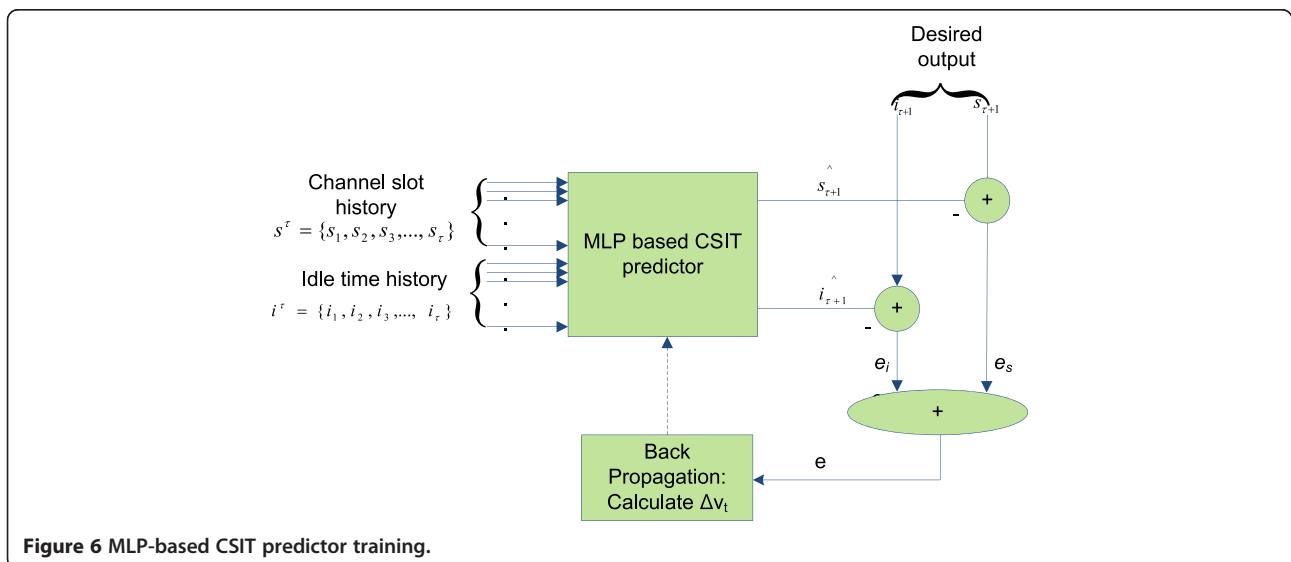 Desired
output
i_{τ+1} s_{τ+1}
Channel slot
history
s^τ = {s_1, s_2, s_3, ..., s_τ}
Idle time history
i^τ = {i_1, i_2, i_3, ..., i_τ}
MLP based CSIT
predictor
ŝ_{τ+1}
î_{τ+1}
+
-
+
-
e_i
e_s
+
e
Back
Propagation:
Calculate Δv_t
Figure 6 MLP-based CSIT predictor training.